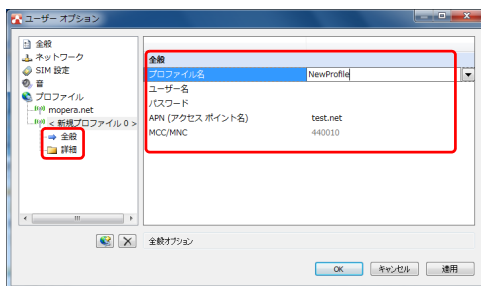 ユーザー オプション
全般
ネットワーク
SIM 設定
音
プロファイル
mopera.net
< 新規プロファイル 0 >
全般
詳細
全般
プロファイル名 NewProfile
ユーザー名
パスワード
APN (アクセス ポイント名) test.net
MCC/MNC 440010
全般オプション
OK キャンセル 適用